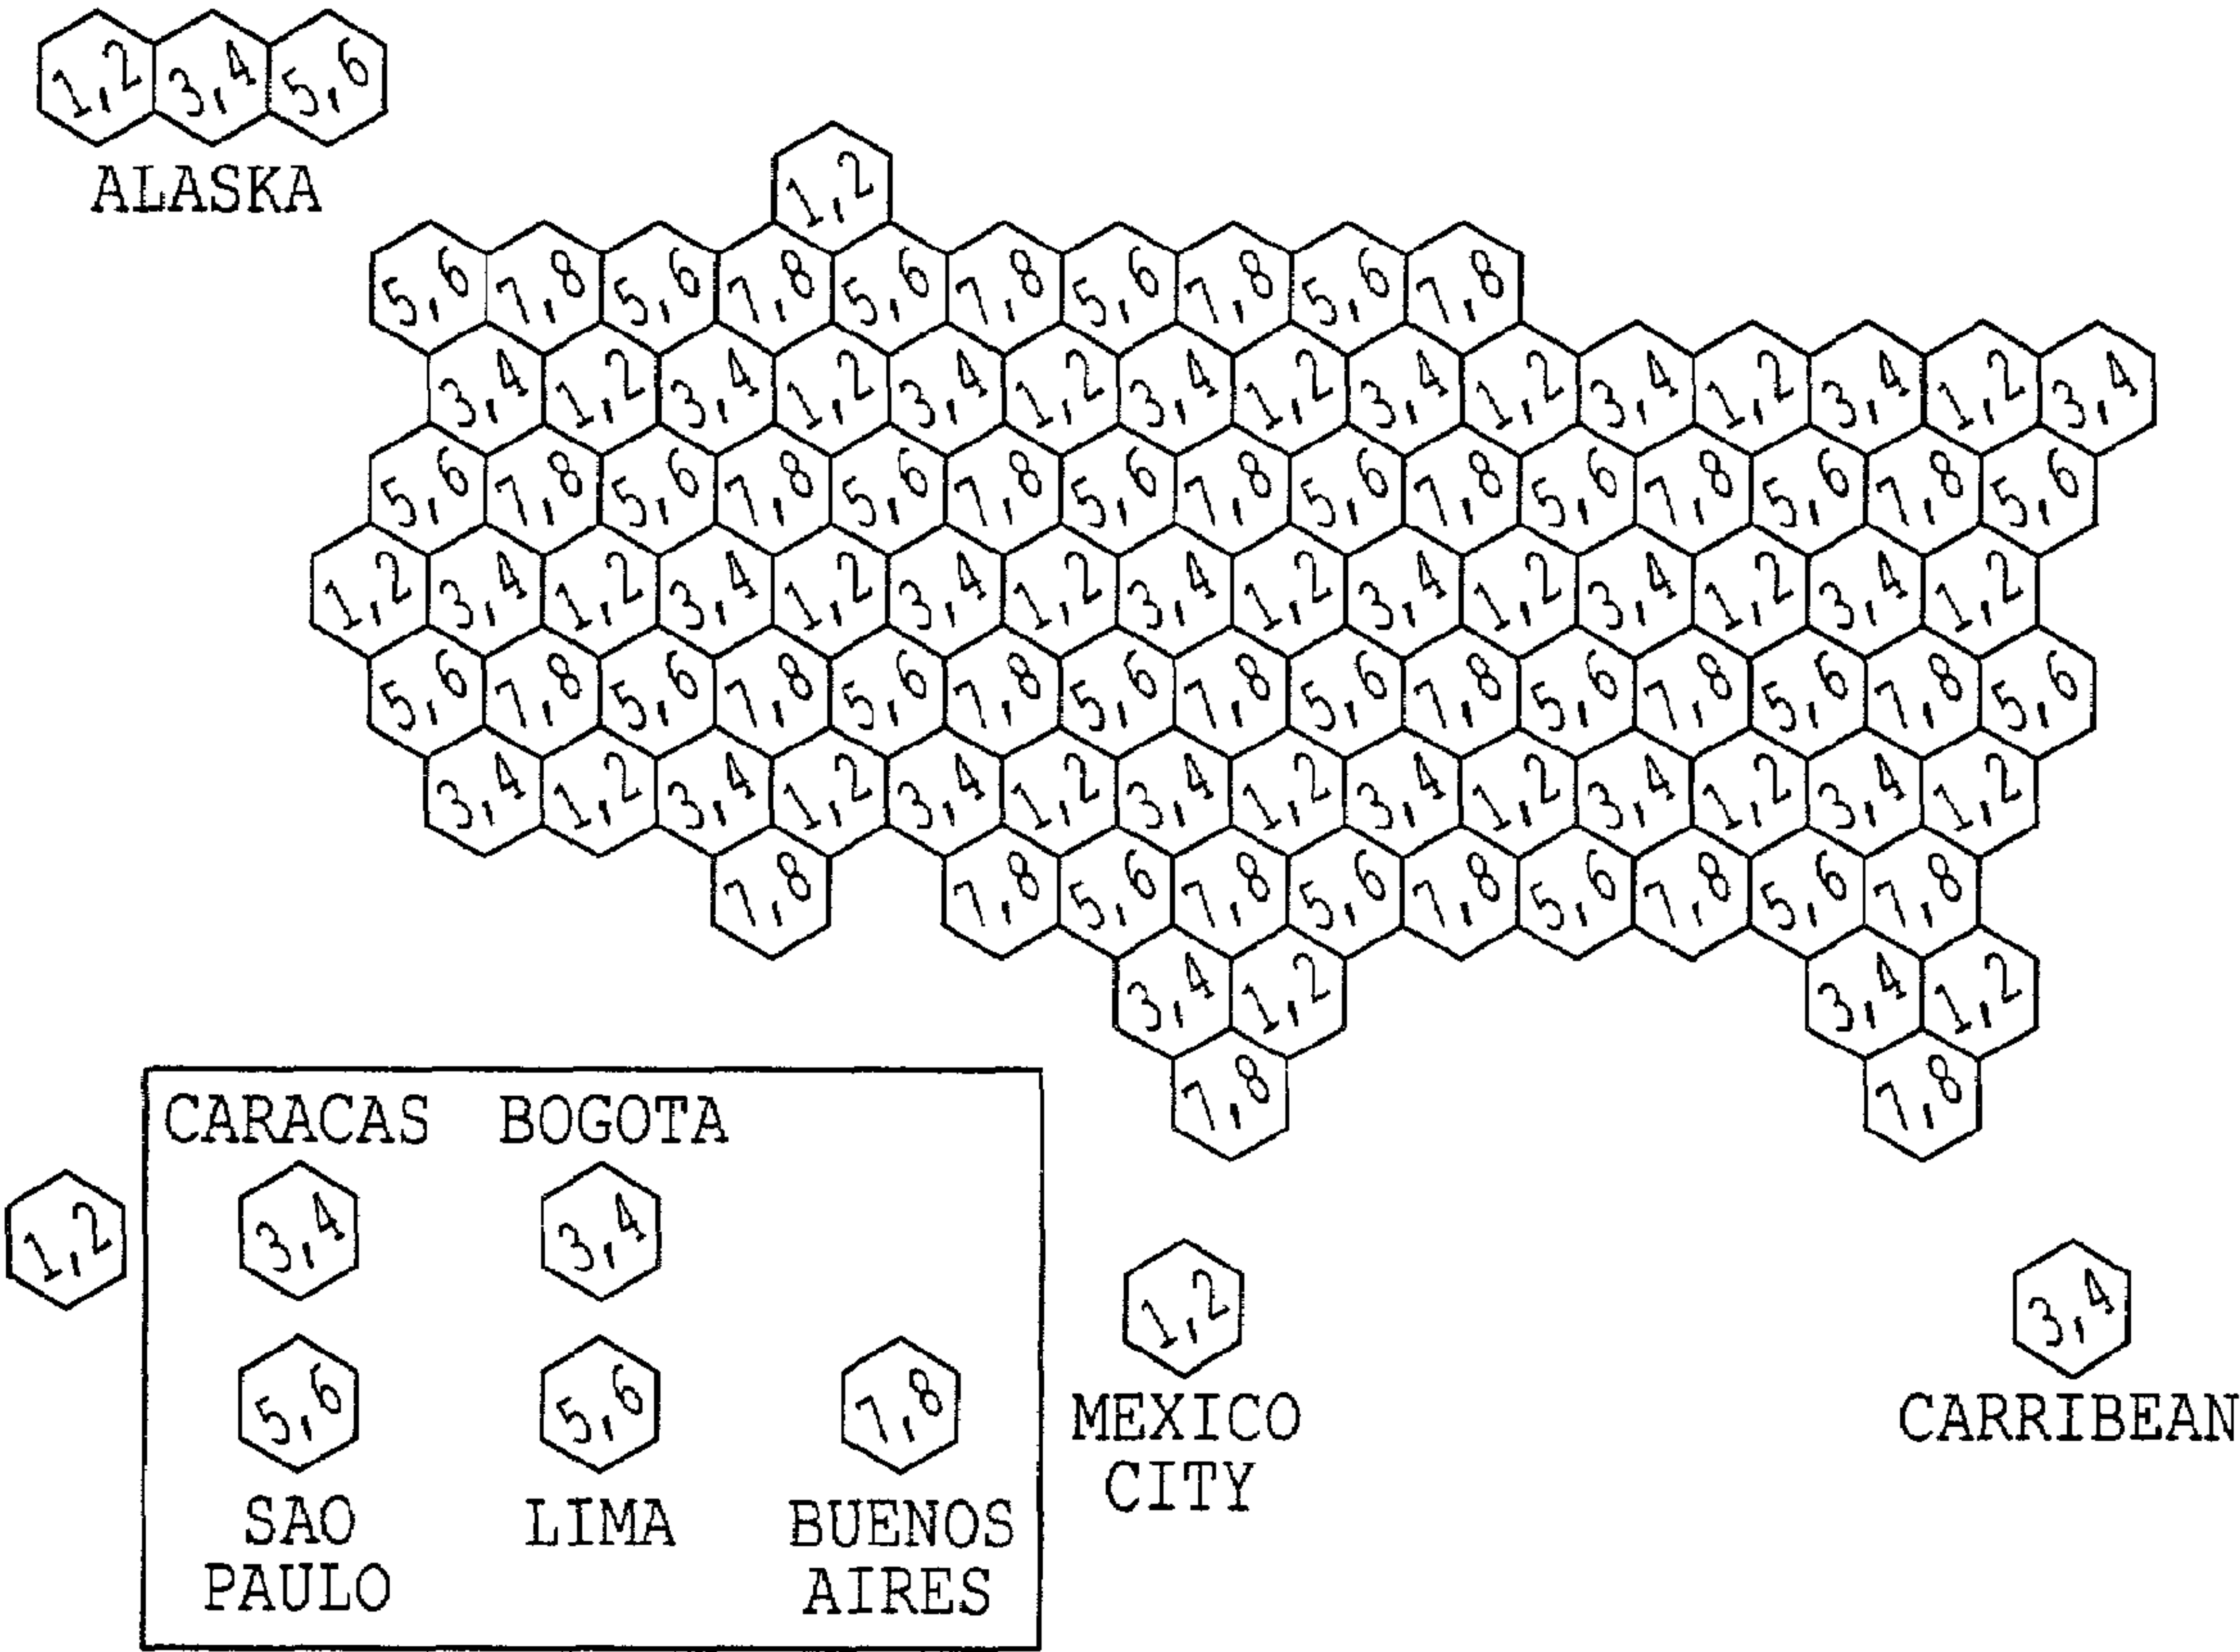 1,2 3,4 5,6
ALASKA
1,2
5,6 7,8 5,6 7,8 5,6 7,8 5,6 7,8 5,6 7,8
3,4 1,2 3,4 1,2 3,4 1,2 3,4 1,2 3,4 1,2 3,4 1,2 3,4 1,2 3,4
5,6 7,8 5,6 7,8 5,6 7,8 5,6 7,8 5,6 7,8 5,6 7,8 5,6 7,8 5,6
1,2 3,4 1,2 3,4 1,2 3,4 1,2 3,4 1,2 3,4 1,2 3,4 1,2 3,4 1,2
5,6 7,8 5,6 7,8 5,6 7,8 5,6 7,8 5,6 7,8 5,6 7,8 5,6 7,8 5,6
3,4 1,2 3,4 1,2 3,4 1,2 3,4 1,2 3,4 1,2 3,4 1,2 3,4 1,2
7,8 7,8 5,6 7,8 5,6 7,8 5,6 7,8 5,6 7,8
3,4 1,2 3,4 1,2
7,8 7,8
CARACAS BOGOTA
1,2 3,4 3,4
5,6 5,6 7,8
SAO PAULO
LIMA
BUENOS AIRES
1,2
MEXICO CITY
3,4
CARRIBEAN